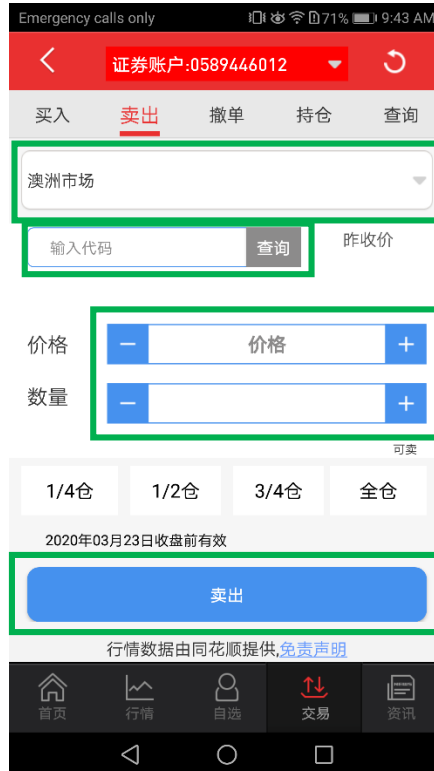 Emergency calls only 71% 9:43 AM
证券账户:0589446012
买入 卖出 撤单 持仓 查询
澳洲市场
输入代码 查询 昨收价
价格 − 价格 +
数量 − +
可卖
1/4仓 1/2仓 3/4仓 全仓
2020年03月23日收盘前有效
卖出
行情数据由同花顺提供,免责声明
首页 行情 自选 交易 资讯